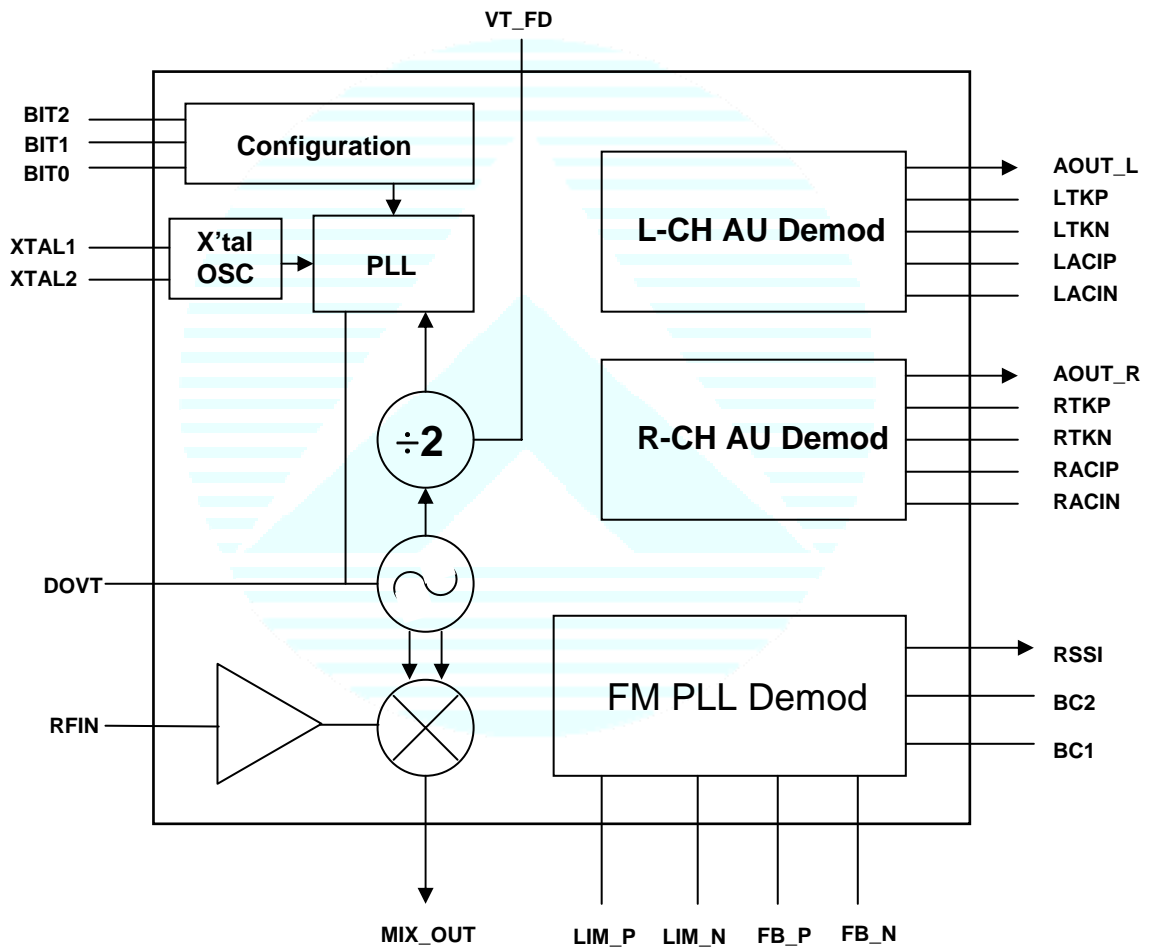 VT_FD
BIT2
BIT1
BIT0
Configuration
XTAL1
XTAL2
X'tal
OSC
PLL
÷2
DOVT
RFIN
MIX_OUT
L-CH AU Demod
AOUT_L
LTKP
LTKN
LACIP
LACIN
R-CH AU Demod
AOUT_R
RTKP
RTKN
RACIP
RACIN
FM PLL Demod
RSSI
BC2
BC1
LIM_P
LIM_N
FB_P
FB_N